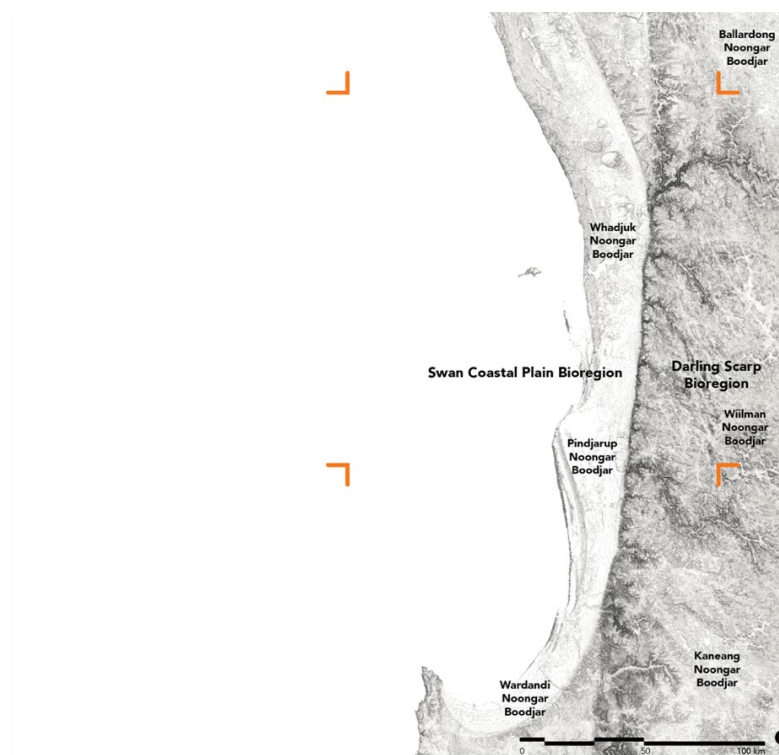 Ballardong
Noongar
Boodjar
Whadjuk
Noongar
Boodjar
Swan Coastal Plain Bioregion
Darling Scarp
Bioregion
Wiilman
Noongar
Boodjar
Pindjarup
Noongar
Boodjar
Kaneang
Noongar
Boodjar
Wardandi
Noongar
Boodjar
0 50 100 km